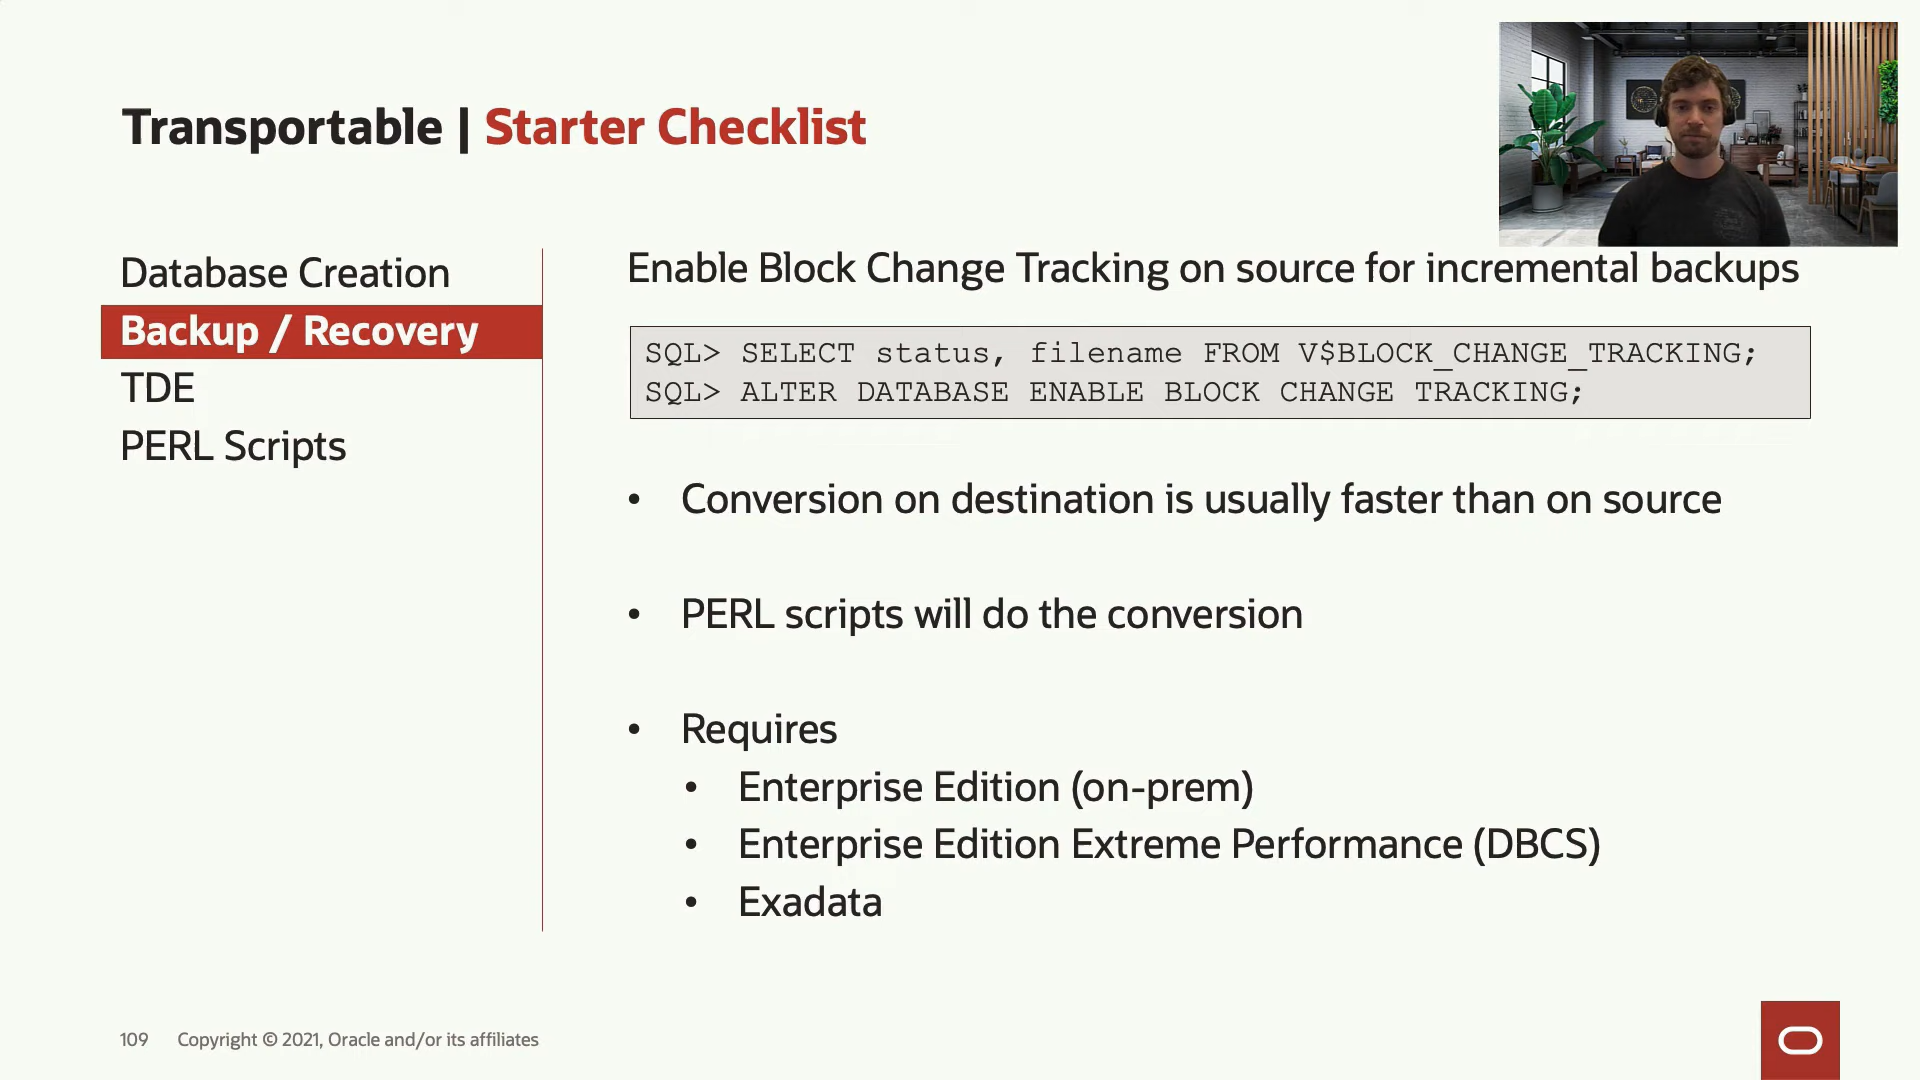 Transportable | Starter Checklist
Database Creation
Backup / Recovery
TDE
PERL Scripts
Enable Block Change Tracking on source for incremental backups
SQL> SELECT status, filename FROM V$BLOCK_CHANGE_TRACKING;
SQL> ALTER DATABASE ENABLE BLOCK CHANGE TRACKING;
• Conversion on destination is usually faster than on source
• PERL scripts will do the conversion
• Requires
• Enterprise Edition (on-prem)
• Enterprise Edition Extreme Performance (DBCS)
• Exadata
109 Copyright © 2021, Oracle and/or its affiliates